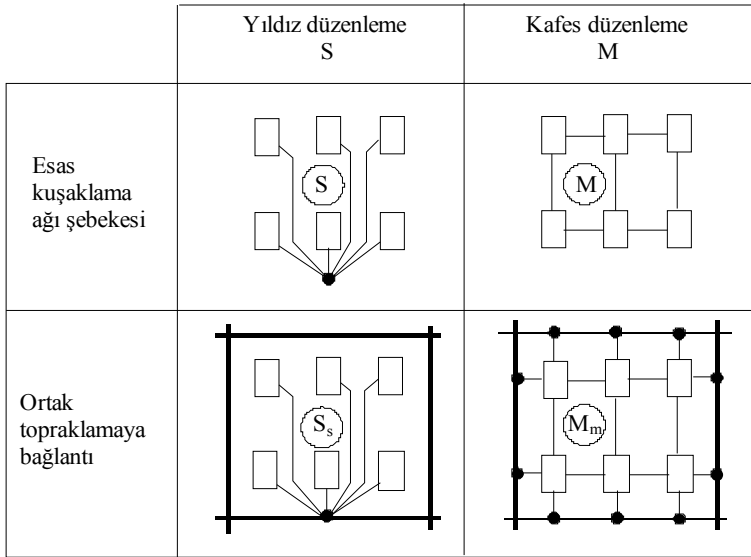 Yıldız düzenleme
S
Kafes düzenleme
M
Esas
kuşaklama
ağı şebekesi
S
M
Ortak
topraklamaya
bağlantı
Ss
Mm